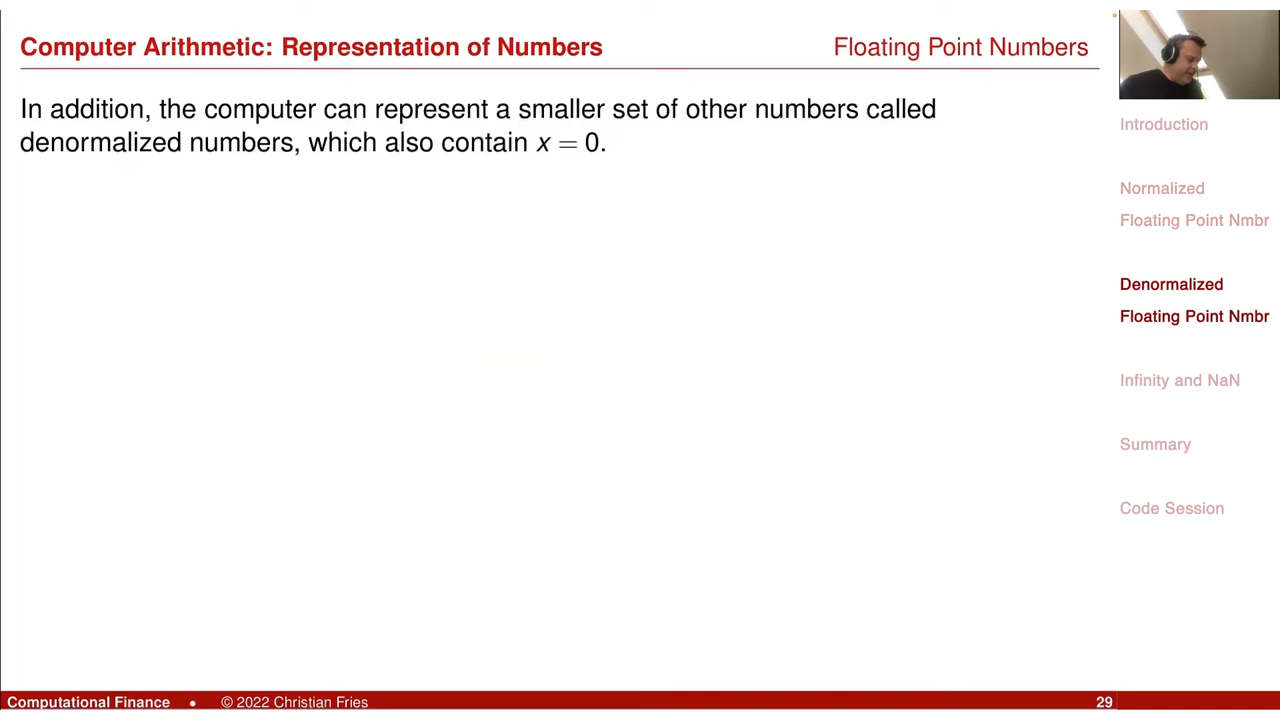 Computer Arithmetic: Representation of Numbers
Floating Point Numbers
In addition, the computer can represent a smaller set of other numbers called
denormalized numbers, which also contain x = 0.
Introduction
Normalized
Floating Point Nmbr
Denormalized
Floating Point Nmbr
Infinity and NaN
Summary
Code Session
Computational Finance • © 2022 Christian Fries
29